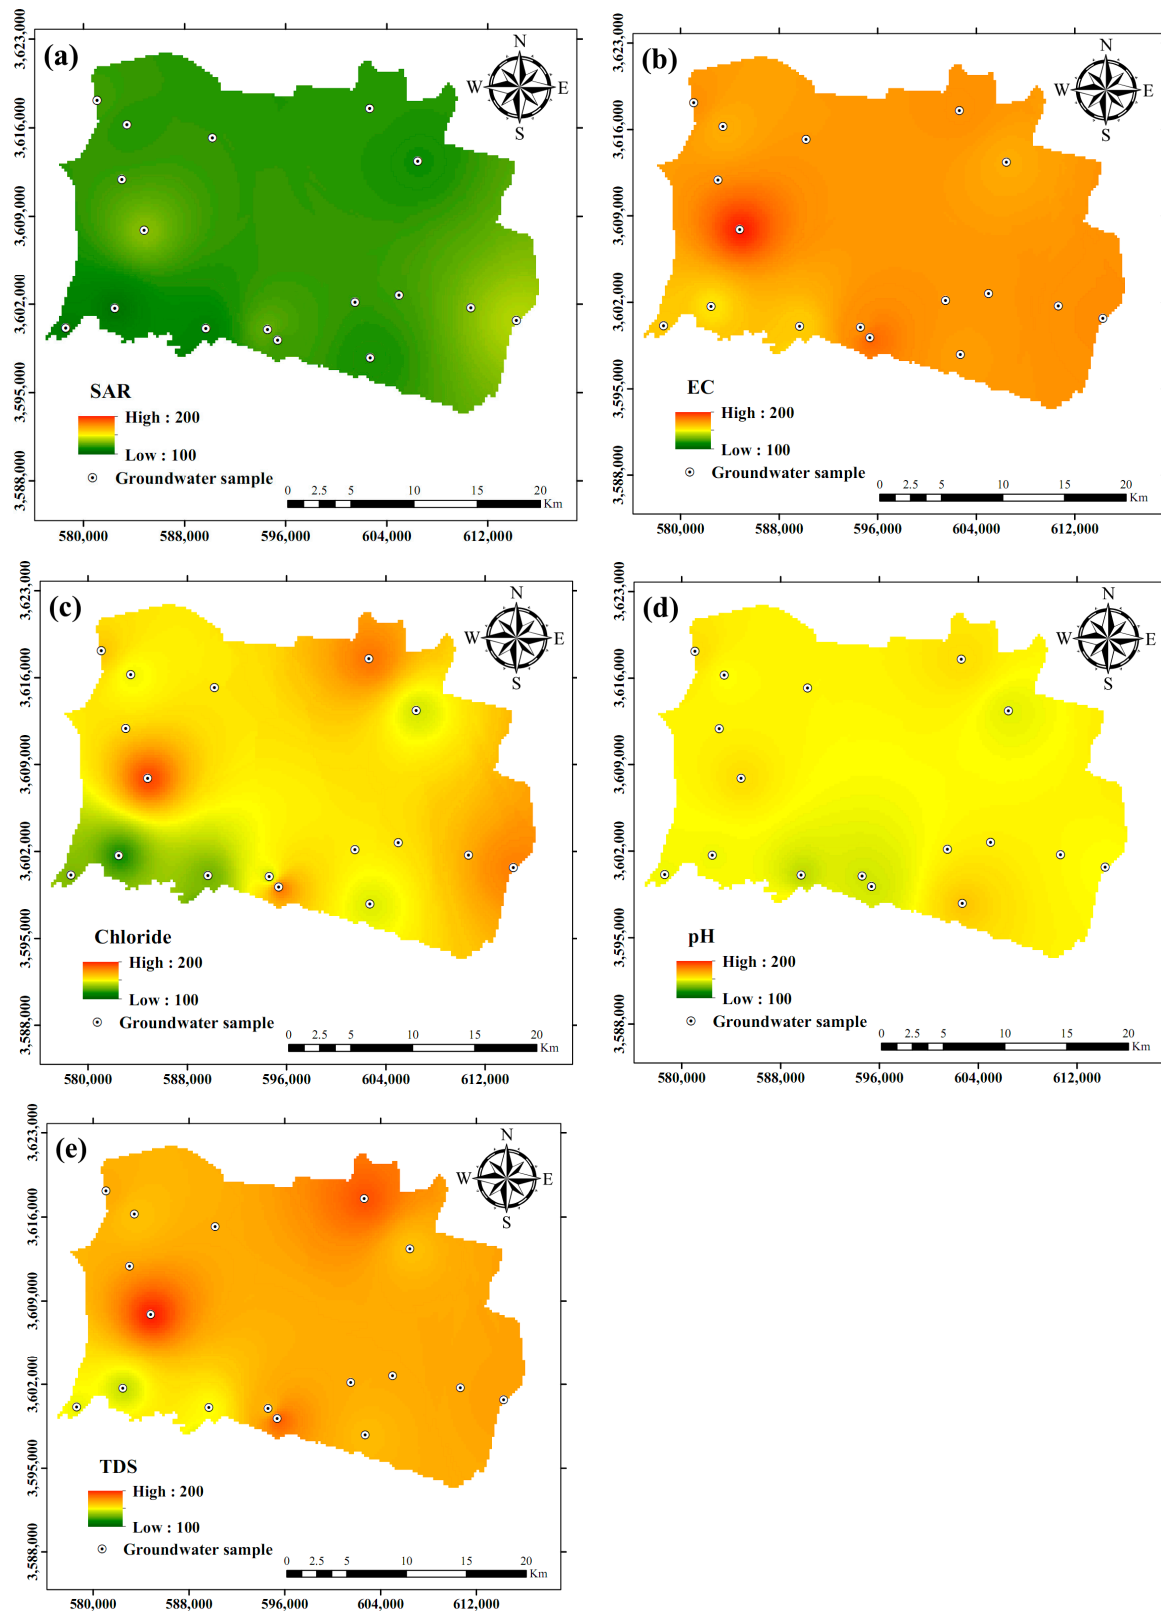 (a)
N
W E
S
3,623,000
3,616,000
3,609,000
3,602,000
3,595,000
3,588,000
SAR
High : 200
Low : 100
Groundwater sample
0 2.5 5 10 15 20
Km
580,000 588,000 596,000 604,000 612,000
(b)
N
W E
S
3,623,000
3,616,000
3,609,000
3,602,000
3,595,000
3,588,000
EC
High : 200
Low : 100
Groundwater sample
0 2.5 5 10 15 20
Km
580,000 588,000 596,000 604,000 612,000
(c)
N
W E
S
3,623,000
3,616,000
3,609,000
3,602,000
3,595,000
3,588,000
Chloride
High : 200
Low : 100
Groundwater sample
0 2.5 5 10 15 20
Km
580,000 588,000 596,000 604,000 612,000
(d)
N
W E
S
3,623,000
3,616,000
3,609,000
3,602,000
3,595,000
3,588,000
pH
High : 200
Low : 100
Groundwater sample
0 2.5 5 10 15 20
Km
580,000 588,000 596,000 604,000 612,000
(e)
N
W E
S
3,623,000
3,616,000
3,609,000
3,602,000
3,595,000
3,588,000
TDS
High : 200
Low : 100
Groundwater sample
0 2.5 5 10 15 20
Km
580,000 588,000 596,000 604,000 612,000